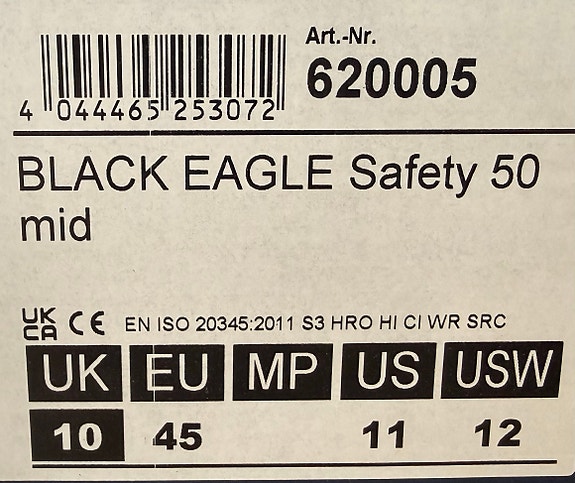 Art.-Nr.
620005
4 044465 253072
BLACK EAGLE Safety 50
mid
UK CA CE EN ISO 20345:2011 S3 HRO HI CI WR SRC
UK EU MP US USW
10 45 11 12